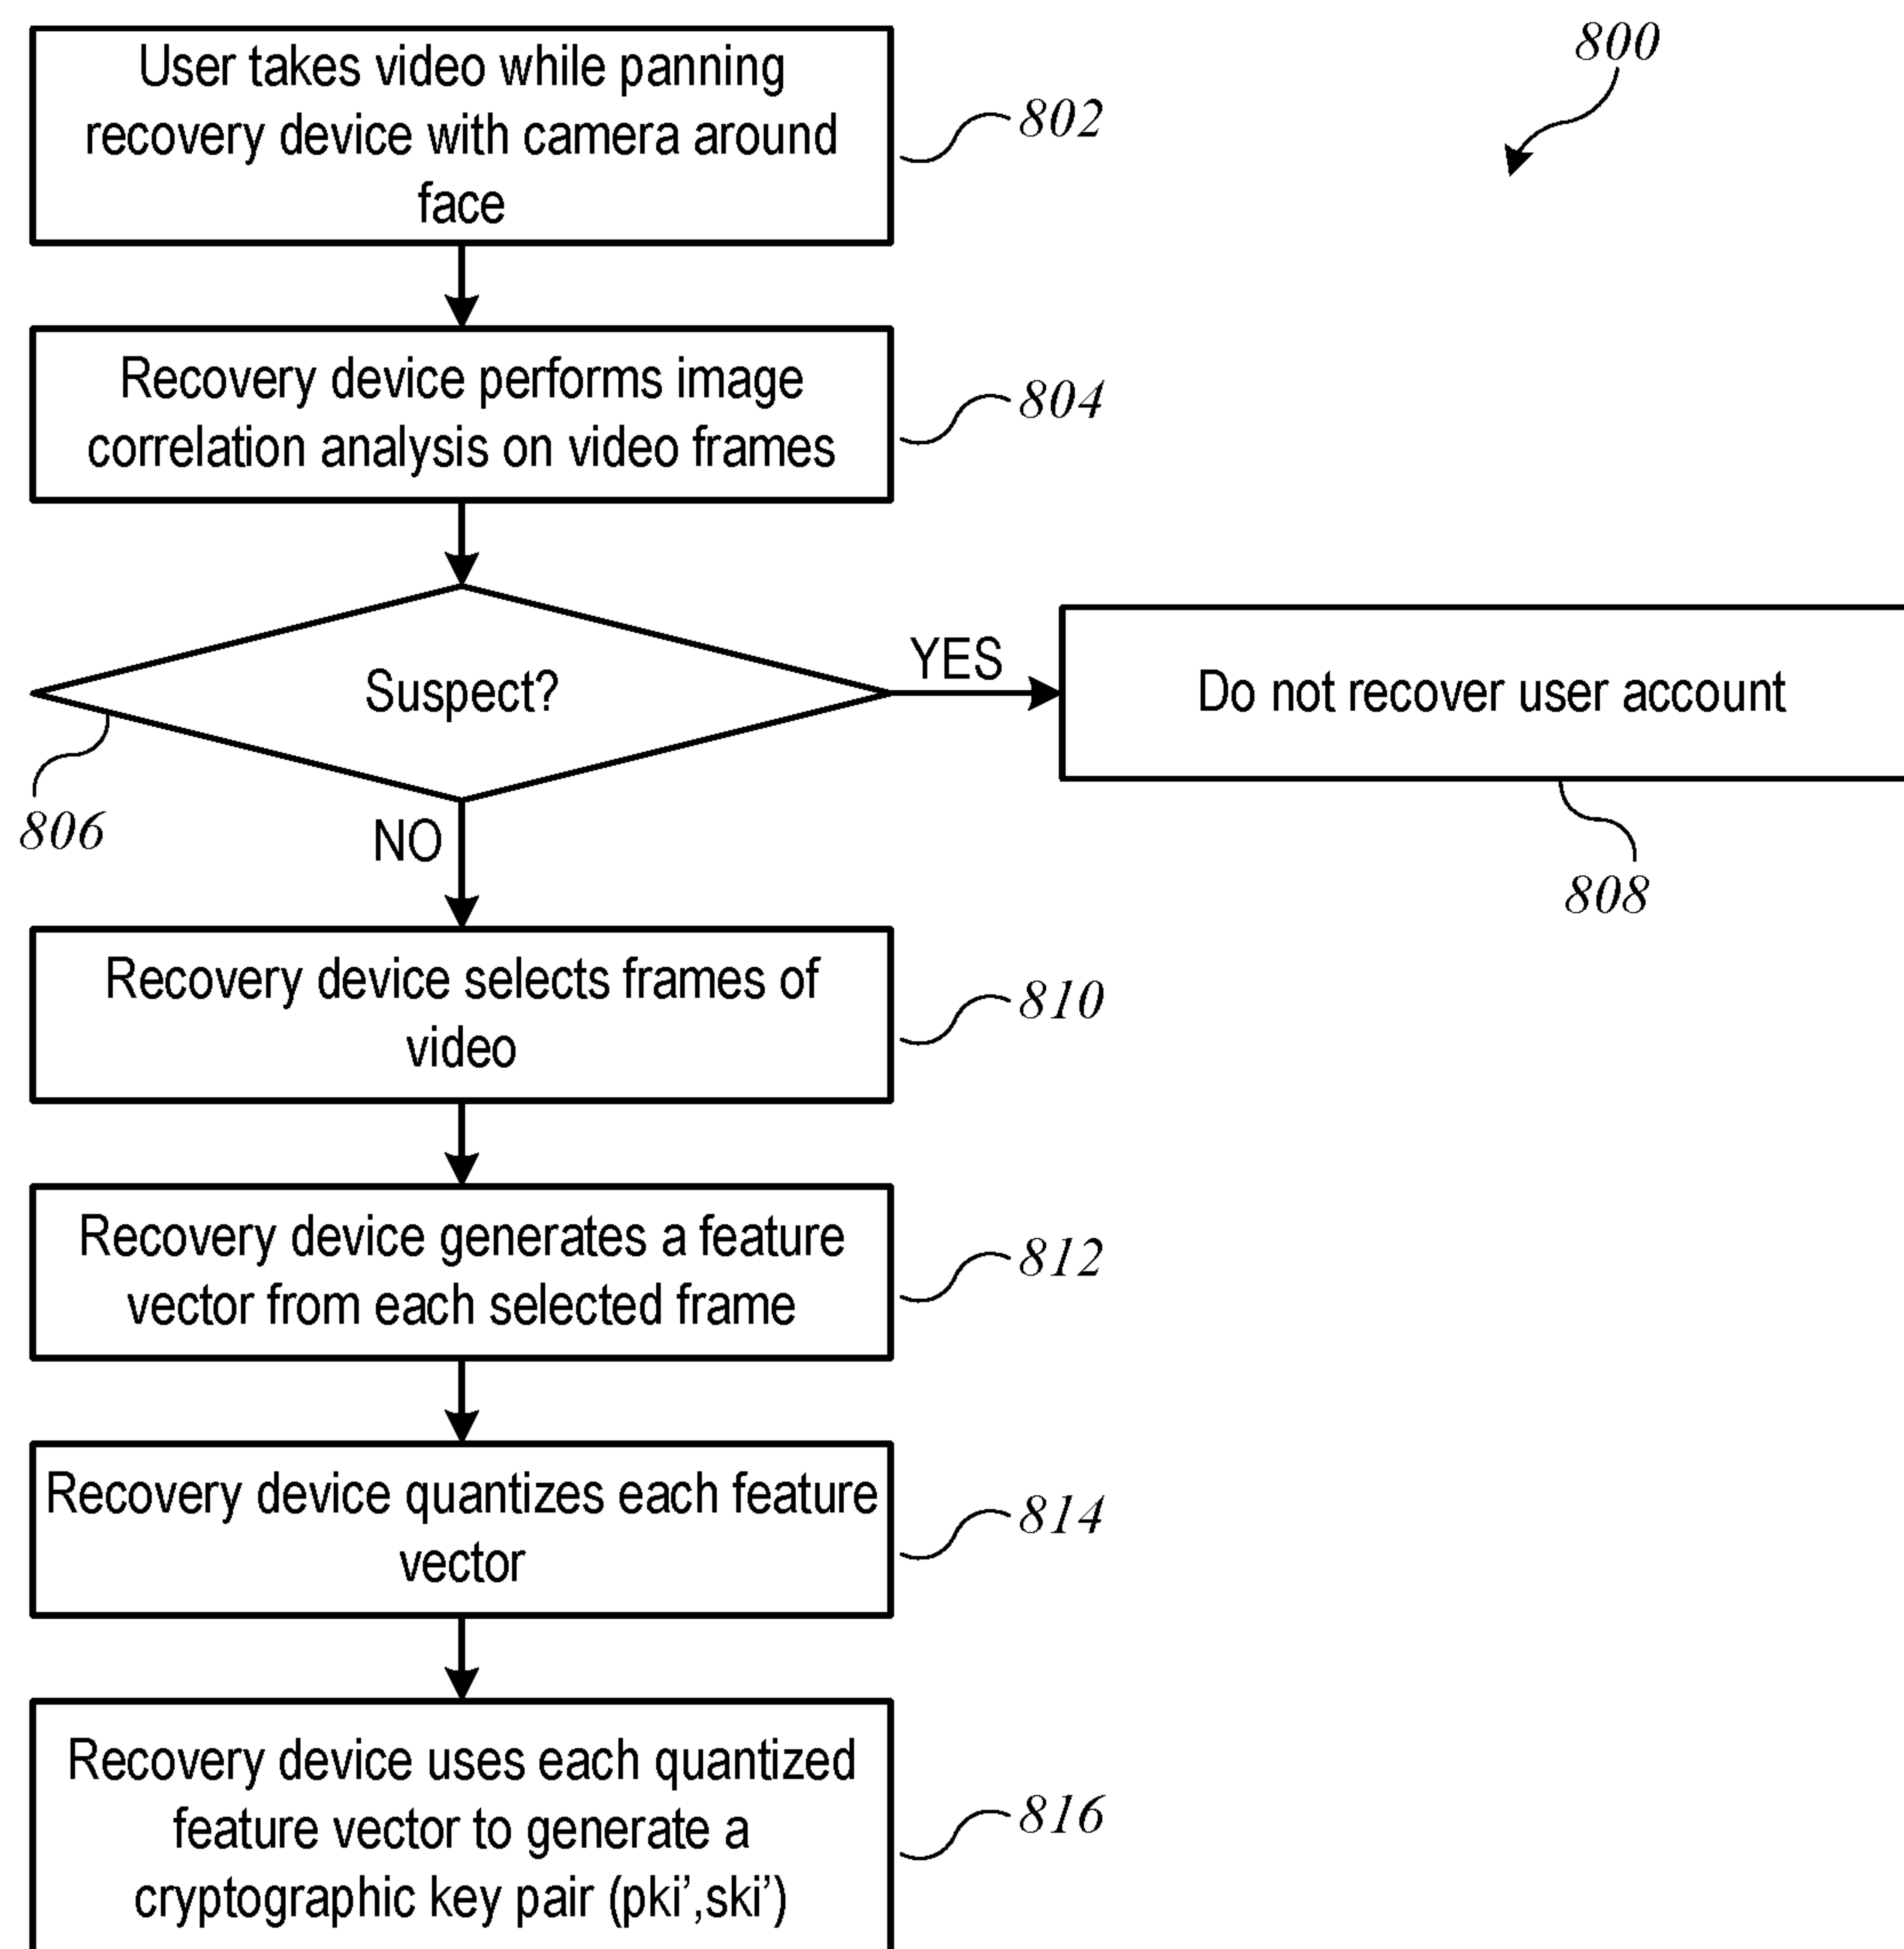 800
User takes video while panning
recovery device with camera around
face
802
Recovery device performs image
correlation analysis on video frames
804
Suspect?
806
YES
Do not recover user account
808
NO
Recovery device selects frames of
video
810
Recovery device generates a feature
vector from each selected frame
812
Recovery device quantizes each feature
vector
814
Recovery device uses each quantized
feature vector to generate a
cryptographic key pair (pki’,ski’)
816